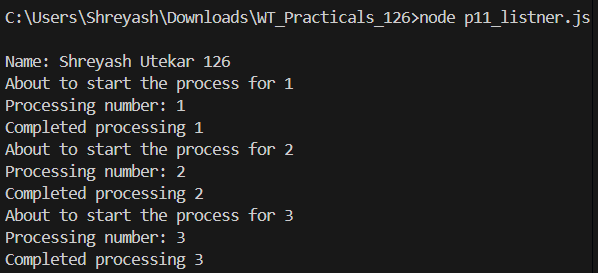 C:\Users\Shreyash\Downloads\WT_Practicals_126>node p11_listner.js
Name: Shreyash Utekar 126
About to start the process for 1
Processing number: 1
Completed processing 1
About to start the process for 2
Processing number: 2
Completed processing 2
About to start the process for 3
Processing number: 3
Completed processing 3